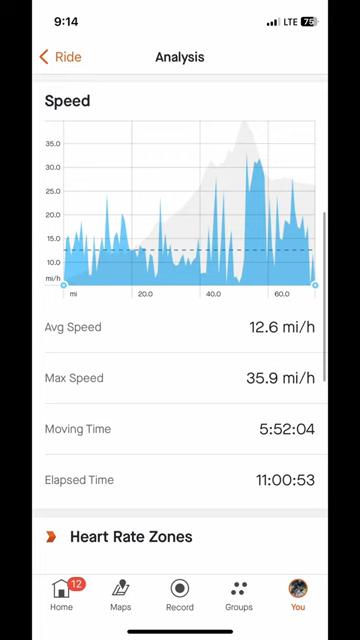 9:14
LTE 75
Ride
Analysis
Speed
35.0
30.0
25.0
20.0
15.0
10.0
mi/h
mi
20.0
40.0
60.0
Avg Speed
12.6 mi/h
Max Speed
35.9 mi/h
Moving Time
5:52:04
Elapsed Time
11:00:53
Heart Rate Zones
12
Home
Maps
Record
Groups
You